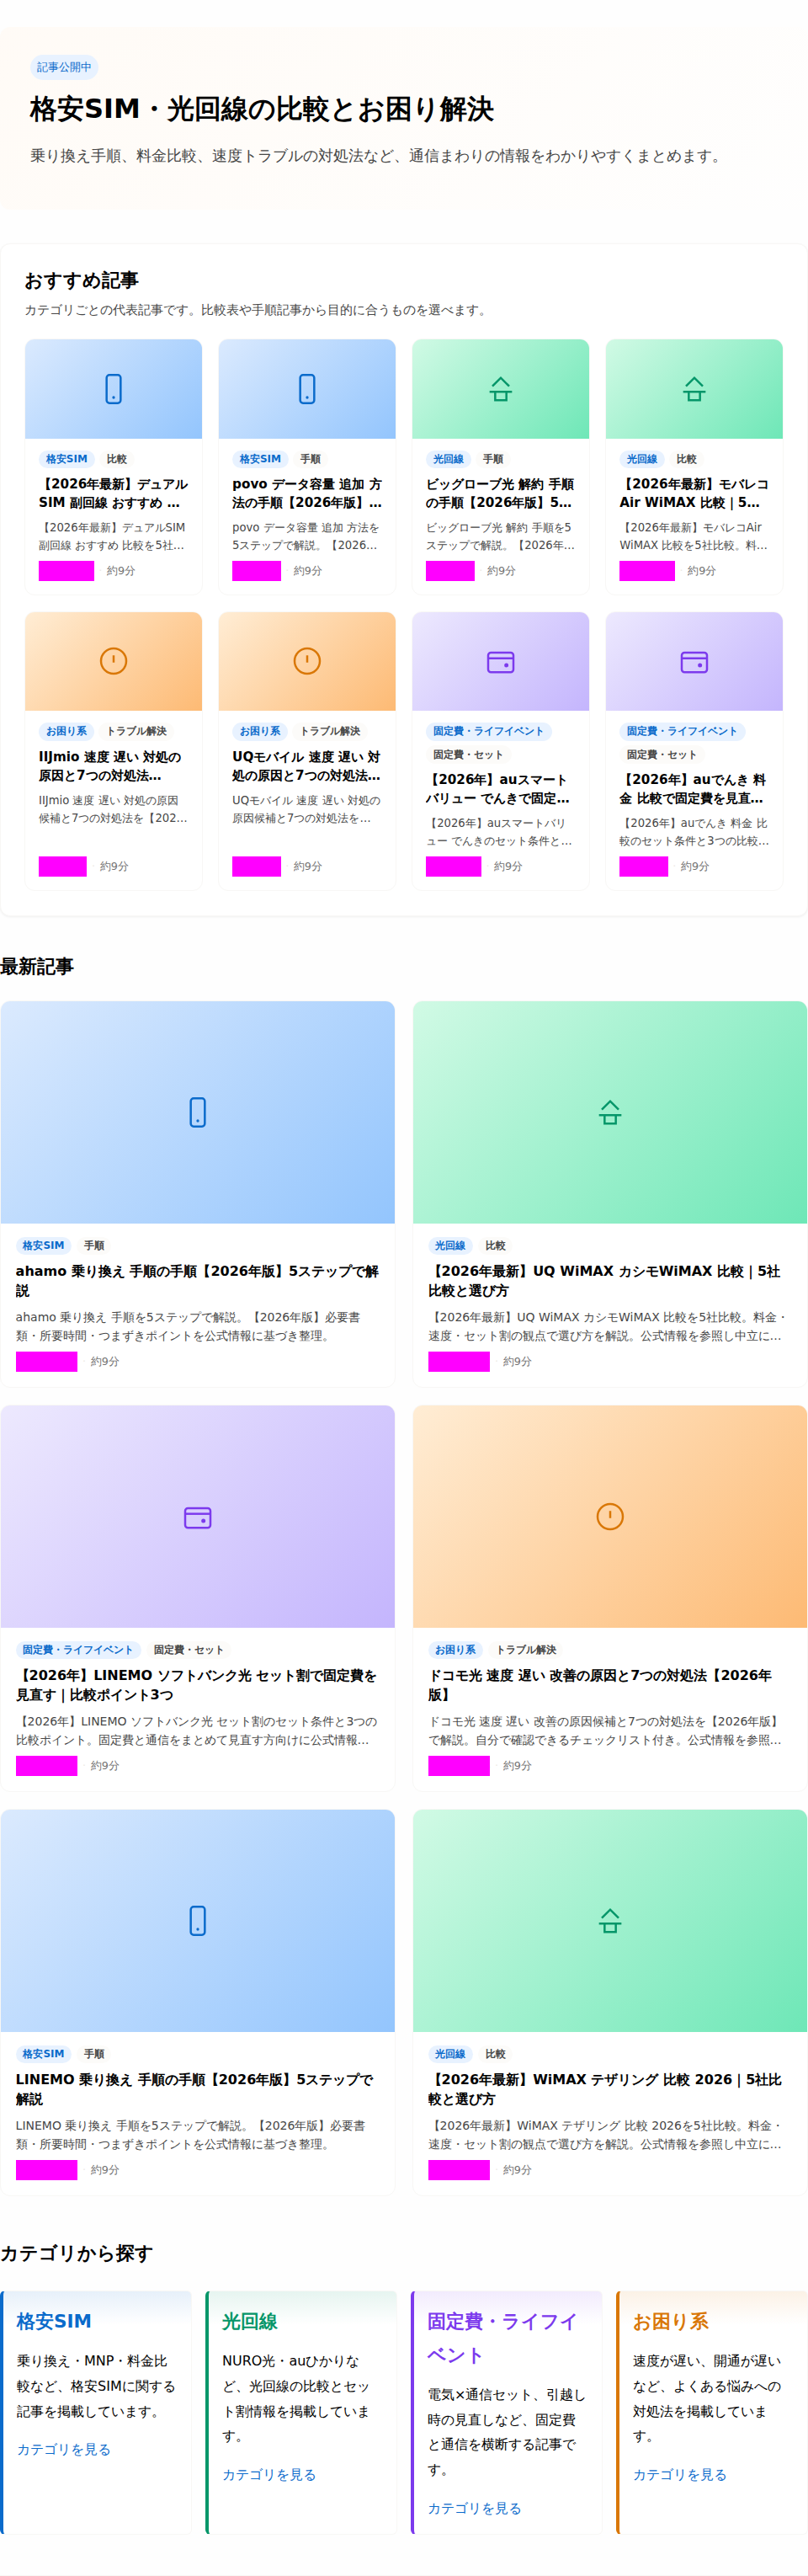 記事公開中
格安SIM・光回線の比較とお困り解決
乗り換え手順、料金比較、速度トラブルの対処法など、通信まわりの情報をわかりやすくまとめます。
おすすめ記事
カテゴリごとの代表記事です。比較表や手順記事から目的に合うものを選べます。
格安SIM 比較
【2026年最新】デュアル
SIM 副回線 おすすめ …
【2026年最新】デュアルSIM
副回線 おすすめ 比較を5社…
約9分
格安SIM 手順
povo データ容量 追加 方
法の手順【2026年版】…
povo データ容量 追加 方法を
5ステップで解説。【2026…
約9分
光回線 手順
ビッグローブ光 解約 手順
の手順【2026年版】5…
ビッグローブ光 解約 手順を5
ステップで解説。【2026年…
約9分
光回線 比較
【2026年最新】モバレコ
Air WiMAX 比較｜5…
【2026年最新】モバレコAir
WiMAX 比較を5社比較。料…
約9分
お困り系 トラブル解決
IIJmio 速度 遅い 対処の
原因と7つの対処法…
IIJmio 速度 遅い 対処の原因
候補と7つの対処法を【202…
約9分
お困り系 トラブル解決
UQモバイル 速度 遅い 対
処の原因と7つの対処法…
UQモバイル 速度 遅い 対処の
原因候補と7つの対処法を…
約9分
固定費・ライフイベント
固定費・セット
【2026年】auスマート
バリュー でんきで固定…
【2026年】auスマートバリ
ュー でんきのセット条件と…
約9分
固定費・ライフイベント
固定費・セット
【2026年】auでんき 料
金 比較で固定費を見直…
【2026年】auでんき 料金 比
較のセット条件と3つの比較…
約9分
最新記事
格安SIM 手順
ahamo 乗り換え 手順の手順【2026年版】5ステップで解
説
ahamo 乗り換え 手順を5ステップで解説。【2026年版】必要書
類・所要時間・つまずきポイントを公式情報に基づき整理。
約9分
光回線 比較
【2026年最新】UQ WiMAX カシモWiMAX 比較｜5社
比較と選び方
【2026年最新】UQ WiMAX カシモWiMAX 比較を5社比較。料金・
速度・セット割の観点で選び方を解説。公式情報を参照し中立に…
約9分
固定費・ライフイベント 固定費・セット
【2026年】LINEMO ソフトバンク光 セット割で固定費を
見直す｜比較ポイント3つ
【2026年】LINEMO ソフトバンク光 セット割のセット条件と3つの
比較ポイント。固定費と通信をまとめて見直す方向けに公式情報…
約9分
お困り系 トラブル解決
ドコモ光 速度 遅い 改善の原因と7つの対処法【2026年
版】
ドコモ光 速度 遅い 改善の原因候補と7つの対処法を【2026年版】
で解説。自分で確認できるチェックリスト付き。公式情報を参照…
約9分
格安SIM 手順
LINEMO 乗り換え 手順の手順【2026年版】5ステップで
解説
LINEMO 乗り換え 手順を5ステップで解説。【2026年版】必要書
類・所要時間・つまずきポイントを公式情報に基づき整理。
約9分
光回線 比較
【2026年最新】WiMAX テザリング 比較 2026｜5社比
較と選び方
【2026年最新】WiMAX テザリング 比較 2026を5社比較。料金・
速度・セット割の観点で選び方を解説。公式情報を参照し中立に…
約9分
カテゴリから探す
格安SIM
乗り換え・MNP・料金比
較など、格安SIMに関する
記事を掲載しています。
カテゴリを見る
光回線
NURO光・auひかりな
ど、光回線の比較とセッ
ト割情報を掲載していま
す。
カテゴリを見る
固定費・ライフイ
ベント
電気×通信セット、引越し
時の見直しなど、固定費
と通信を横断する記事で
す。
カテゴリを見る
お困り系
速度が遅い、開通が遅い
など、よくある悩みへの
対処法を掲載していま
す。
カテゴリを見る